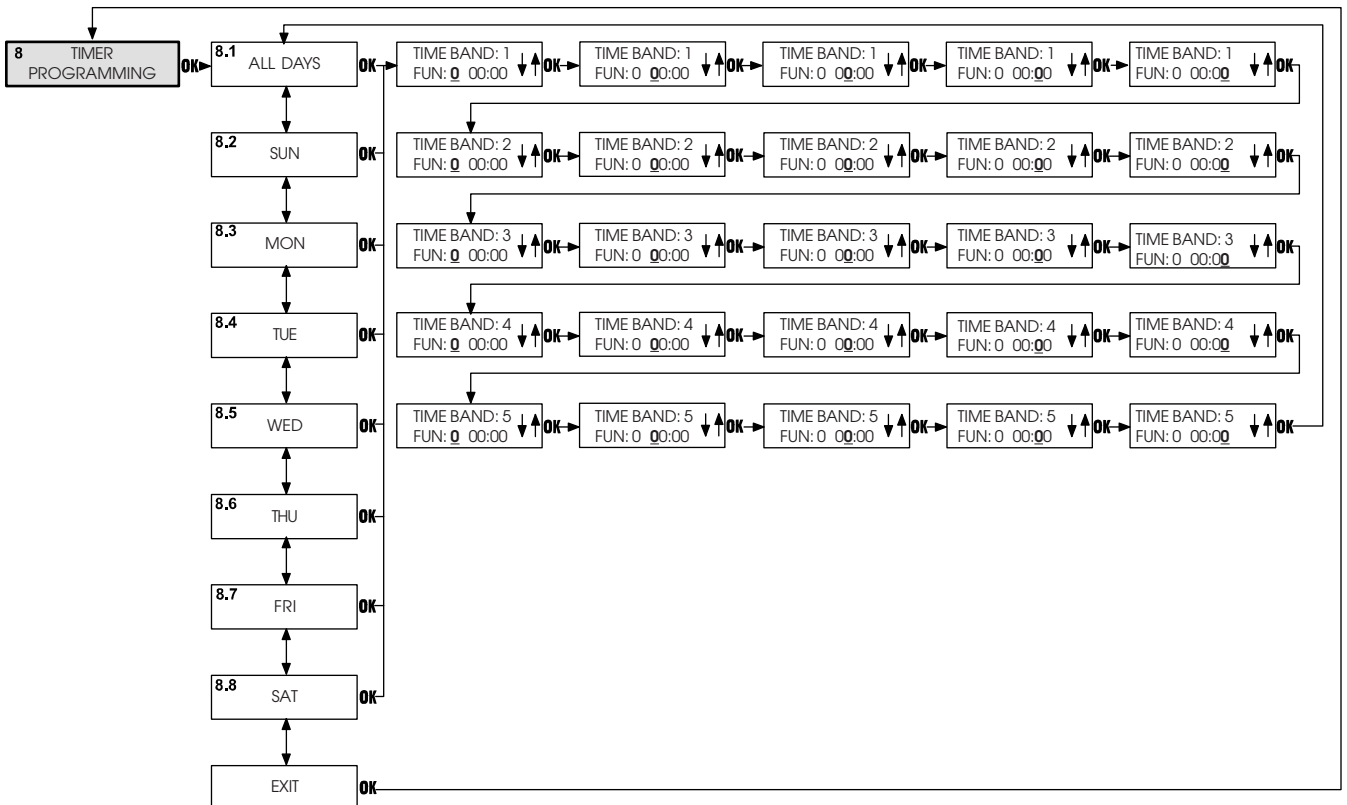 8 TIMER
PROGRAMMING
OK
8.1
ALL DAYS
OK
TIME BAND: 1
FUN: 0 00:00
OK
TIME BAND: 1
FUN: 0 00:00
OK
TIME BAND: 1
FUN: 0 00:00
OK
TIME BAND: 1
FUN: 0 00:00
OK
TIME BAND: 1
FUN: 0 00:00
OK
8.2
SUN
OK
TIME BAND: 2
FUN: 0 00:00
OK
TIME BAND: 2
FUN: 0 00:00
OK
TIME BAND: 2
FUN: 0 00:00
OK
TIME BAND: 2
FUN: 0 00:00
OK
TIME BAND: 2
FUN: 0 00:00
OK
8.3
MON
OK
TIME BAND: 3
FUN: 0 00:00
OK
TIME BAND: 3
FUN: 0 00:00
OK
TIME BAND: 3
FUN: 0 00:00
OK
TIME BAND: 3
FUN: 0 00:00
OK
TIME BAND: 3
FUN: 0 00:00
OK
8.4
TUE
OK
TIME BAND: 4
FUN: 0 00:00
OK
TIME BAND: 4
FUN: 0 00:00
OK
TIME BAND: 4
FUN: 0 00:00
OK
TIME BAND: 4
FUN: 0 00:00
OK
TIME BAND: 4
FUN: 0 00:00
OK
8.5
WED
OK
TIME BAND: 5
FUN: 0 00:00
OK
TIME BAND: 5
FUN: 0 00:00
OK
TIME BAND: 5
FUN: 0 00:00
OK
TIME BAND: 5
FUN: 0 00:00
OK
TIME BAND: 5
FUN: 0 00:00
OK
8.6
THU
OK
8.7
FRI
OK
8.8
SAT
OK
EXIT
OK